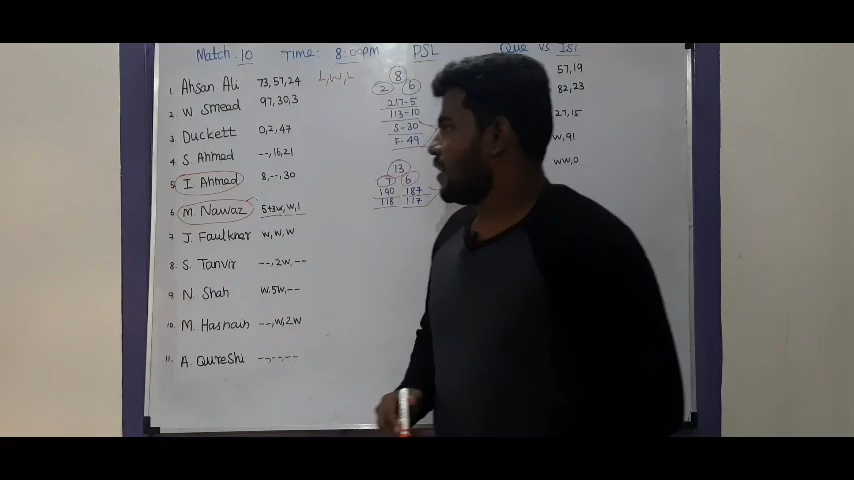 Match. 10 Time: 8:00pm PSL Que vs Isl
1. Ahsan Ali 73,57,24 L,W,L
2. W Smead 97,30,3
3. Duckett 0,2,47
4. S. Ahmed --,16,21
5. I. Ahmed 8,--,30
6. M. Nawaz 5+3w,w,1
7. J. Faulkner w,w,w
8. S. Tanvir --,2w,--
9. N. Shah w,5w,--
10. M. Hasnain --,w,2w
11. A. Qureshi --,--,--
8
2 6
217-5
113-10
S-30
F-49
13
7 6
190 187
118 117
57,19
82,23
27,15
w,91
ww,0